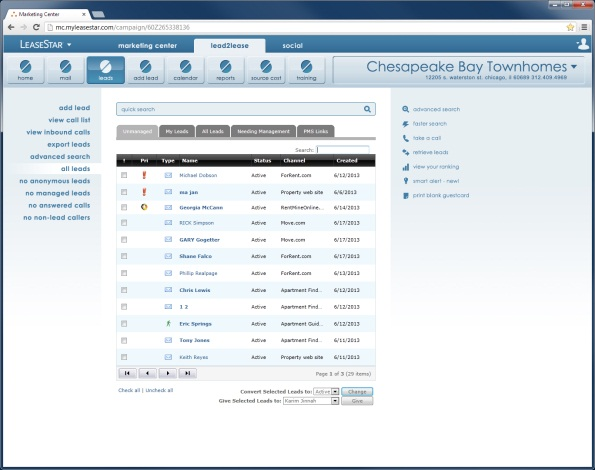 Marketing Center
mc.myleasestar.com/campaign/60Z265338136
LEASESTAR
marketing center
lead2lease
social
home
mail
leads
add lead
calendar
reports
source cost
training
Chesapeake Bay Townhomes
12205 s. waterston st. chicago, il 60689 312.409.4969
add lead
view call list
view inbound calls
export leads
advanced search
all leads
no anonymous leads
no managed leads
no answered calls
no non-lead callers
quick search
Unmanaged
My Leads
All Leads
Needing Management
PMS Links
Search:
! Pri Type Name Status Channel Created
Michael Dobson Active ForRent.com 6/12/2013
ma jan Active Property web site 6/6/2013
Georgia McCano Active RentMineOnline... 6/14/2013
RICK Simpson Active Move.com 6/17/2013
GARY Gogetter Active Move.com 6/17/2013
Shane Falco Active ForRent.com 6/17/2013
Phillip Realpage Active ForRent.com 6/13/2013
Chris Lewis Active Apartment Find... 6/12/2013
1 2 Active Apartment Find... 6/12/2013
Eric Springs Active Apartment Guid... 6/12/2013
Tony Jones Active Apartment Find... 6/11/2013
Keith Reyes Active Property web site 6/11/2013
Page 1 of 3 (29 items)
Check all | Uncheck all
Convert Selected Leads to: Active Change
Give Selected Leads to: Karim Jinnah Give
advanced search
faster search
take a call
retrieve leads
view your ranking
smart alert - new!
print blank guestcard